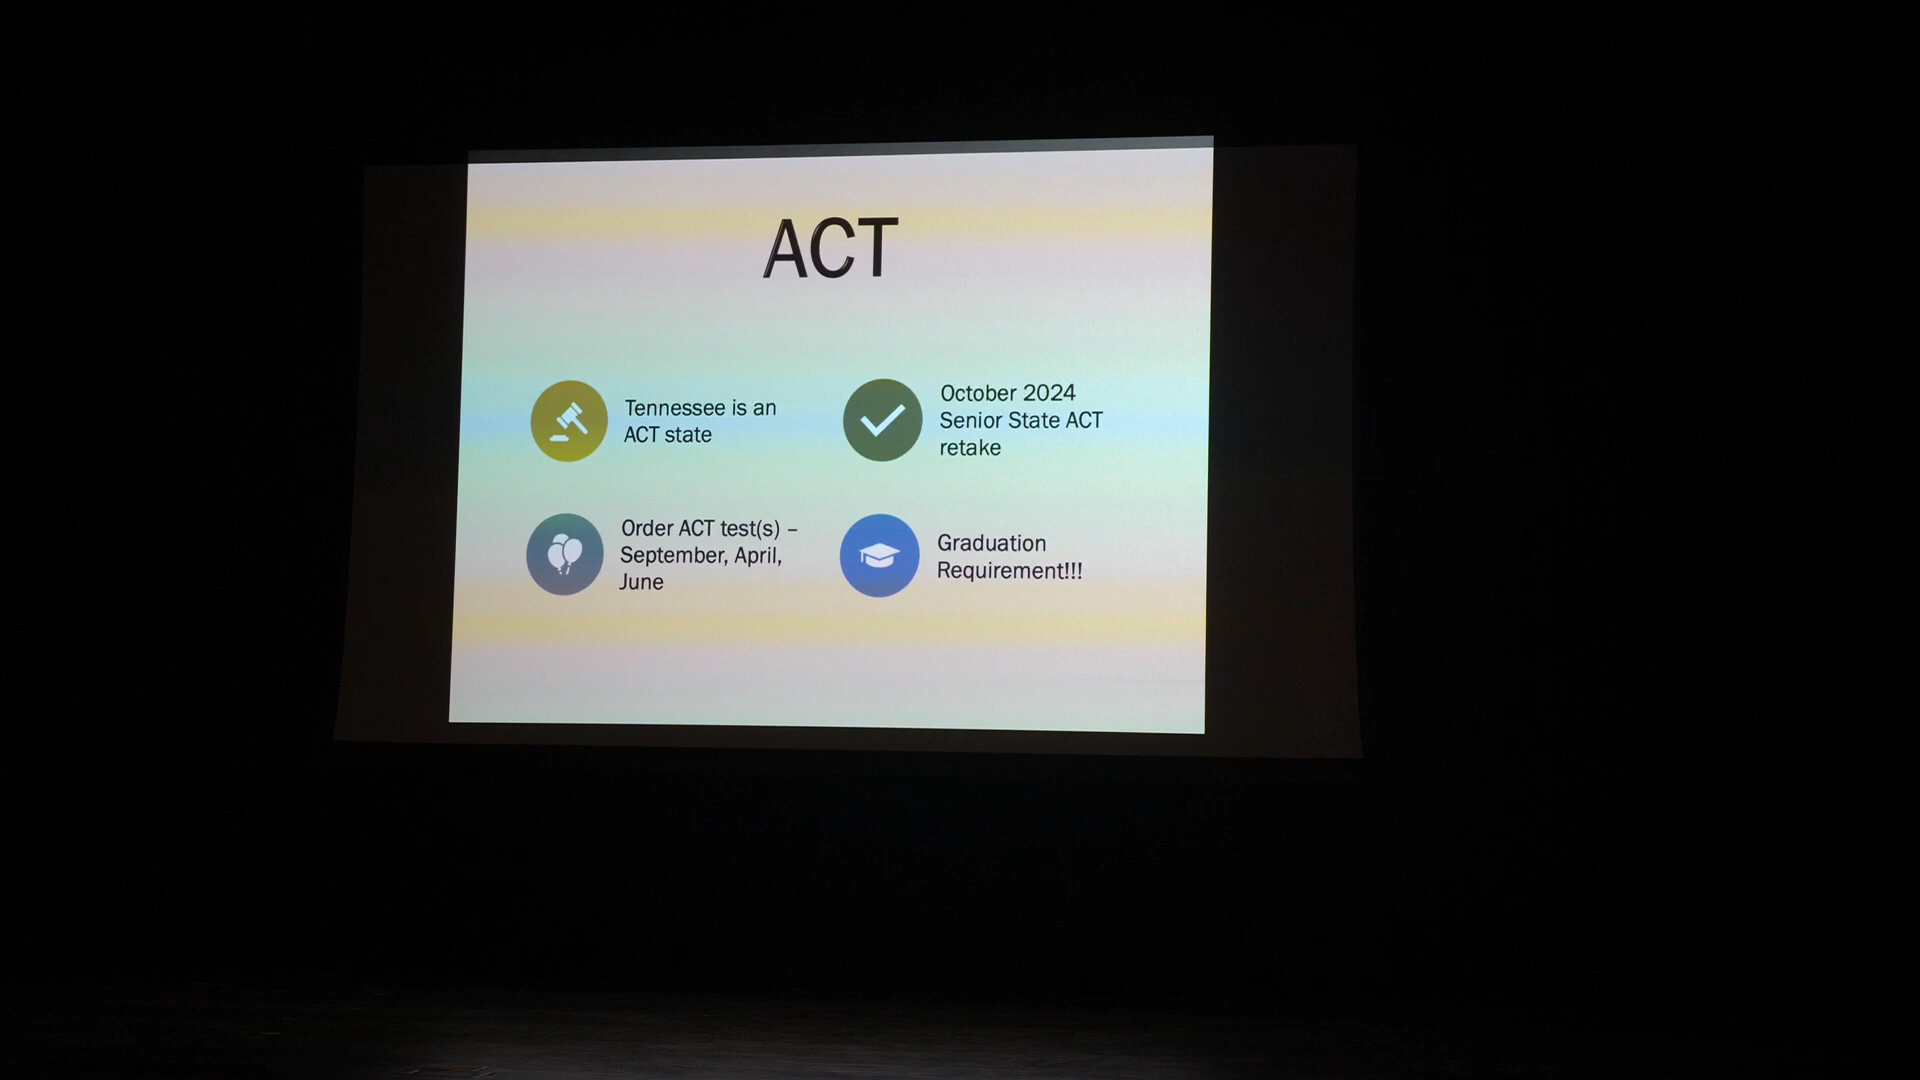 ACT
Tennessee is an
ACT state
October 2024
Senior State ACT
retake
Order ACT test(s) –
September, April,
June
Graduation
Requirement!!!